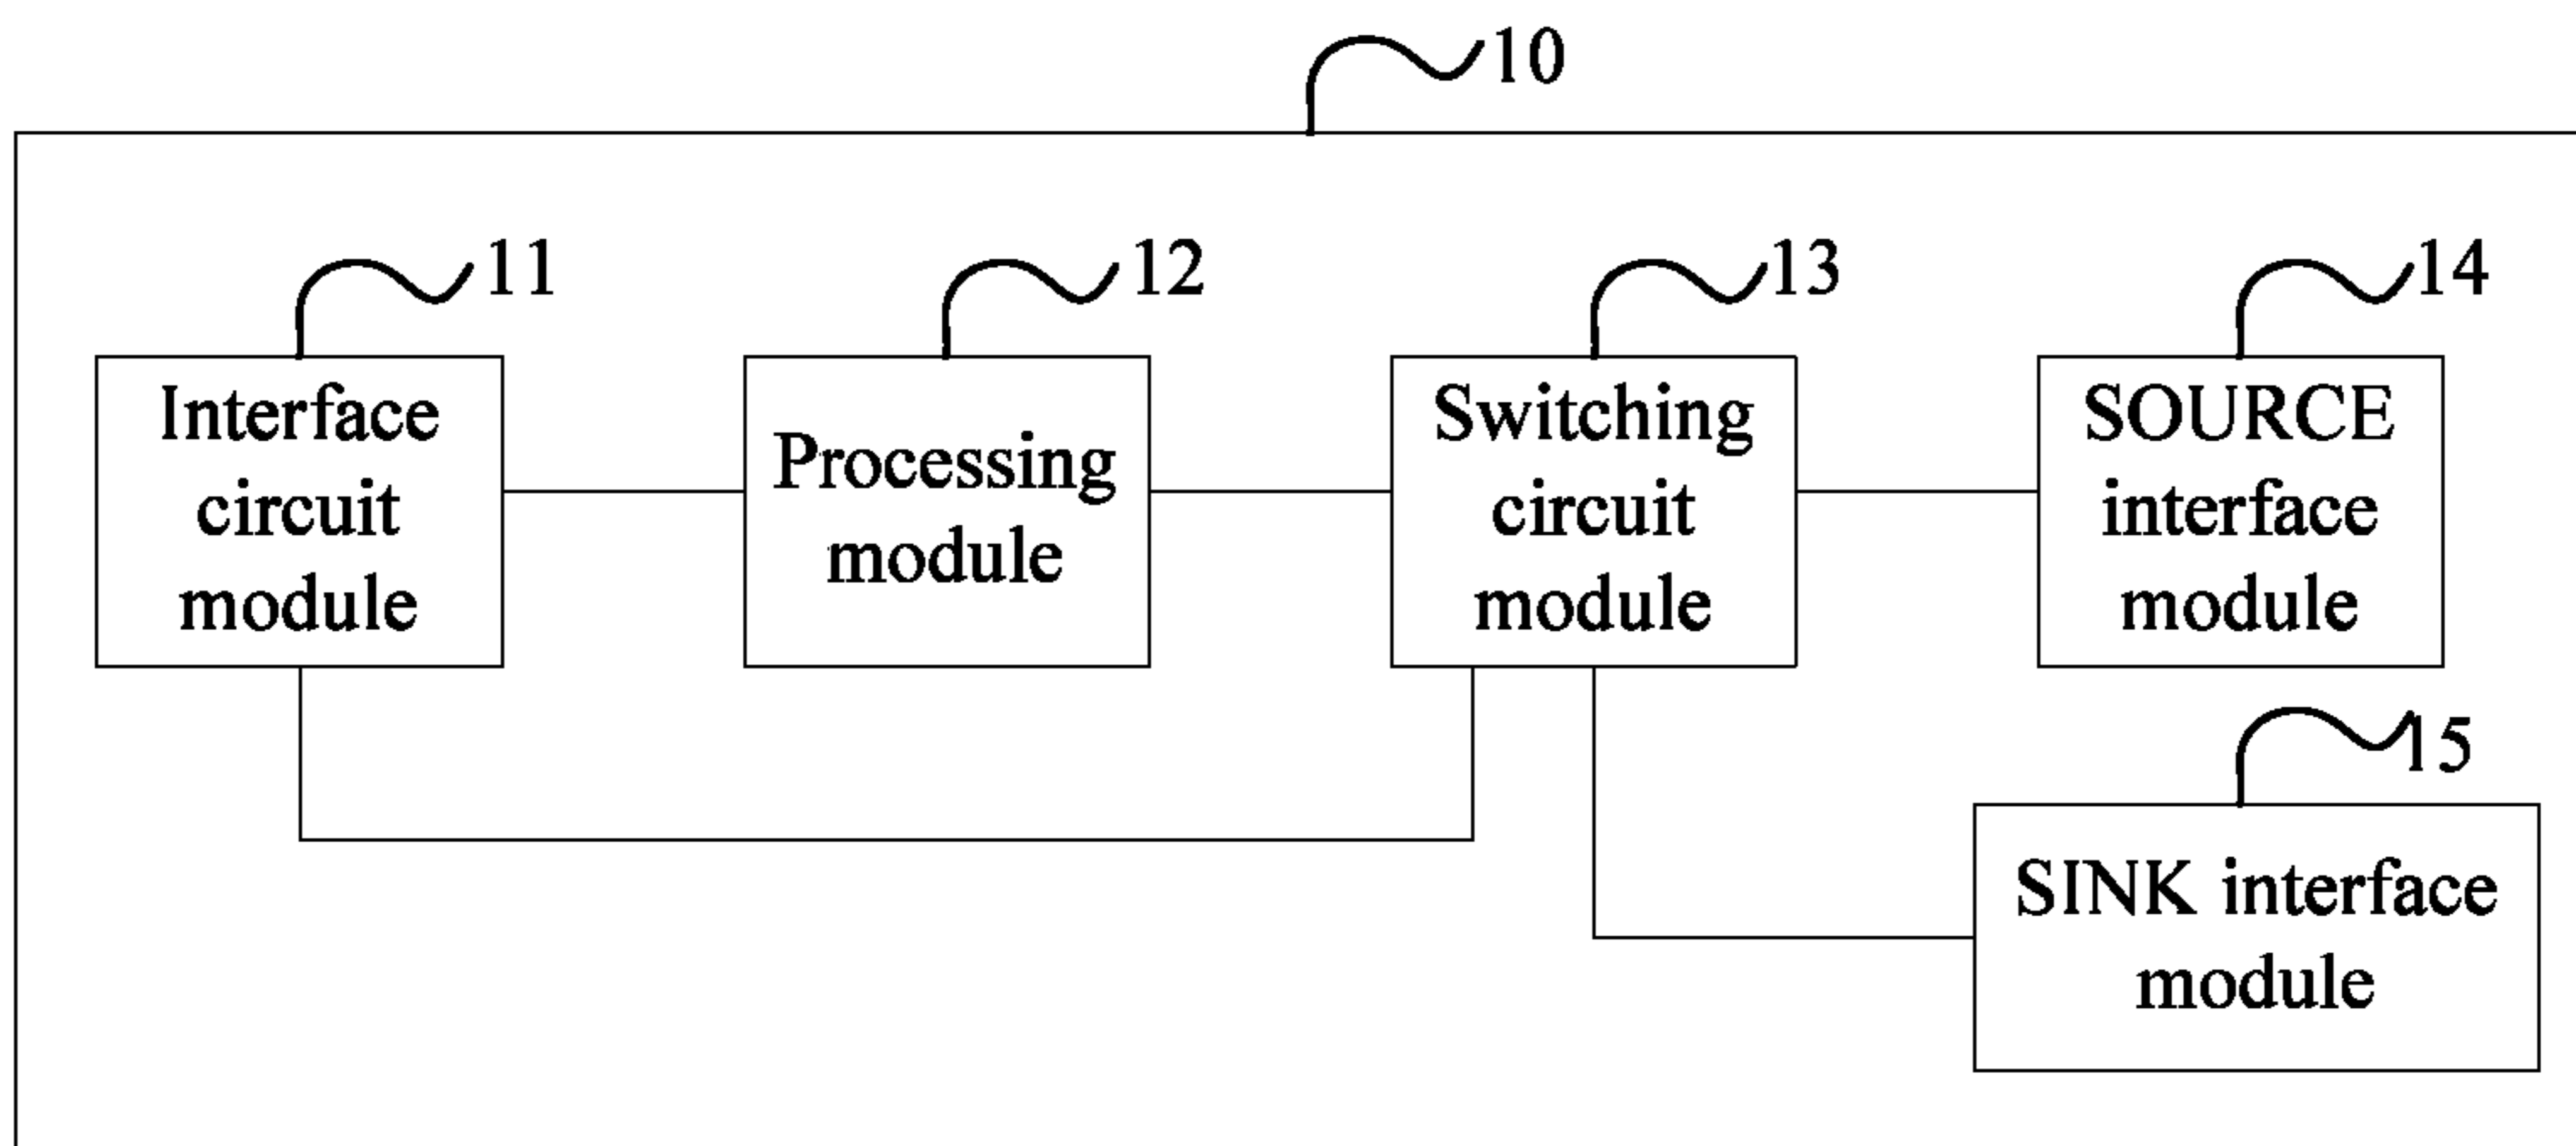 10
11
12
13
14
Interface
circuit
module
Processing
module
Switching
circuit
module
SOURCE
interface
module
15
SINK interface
module